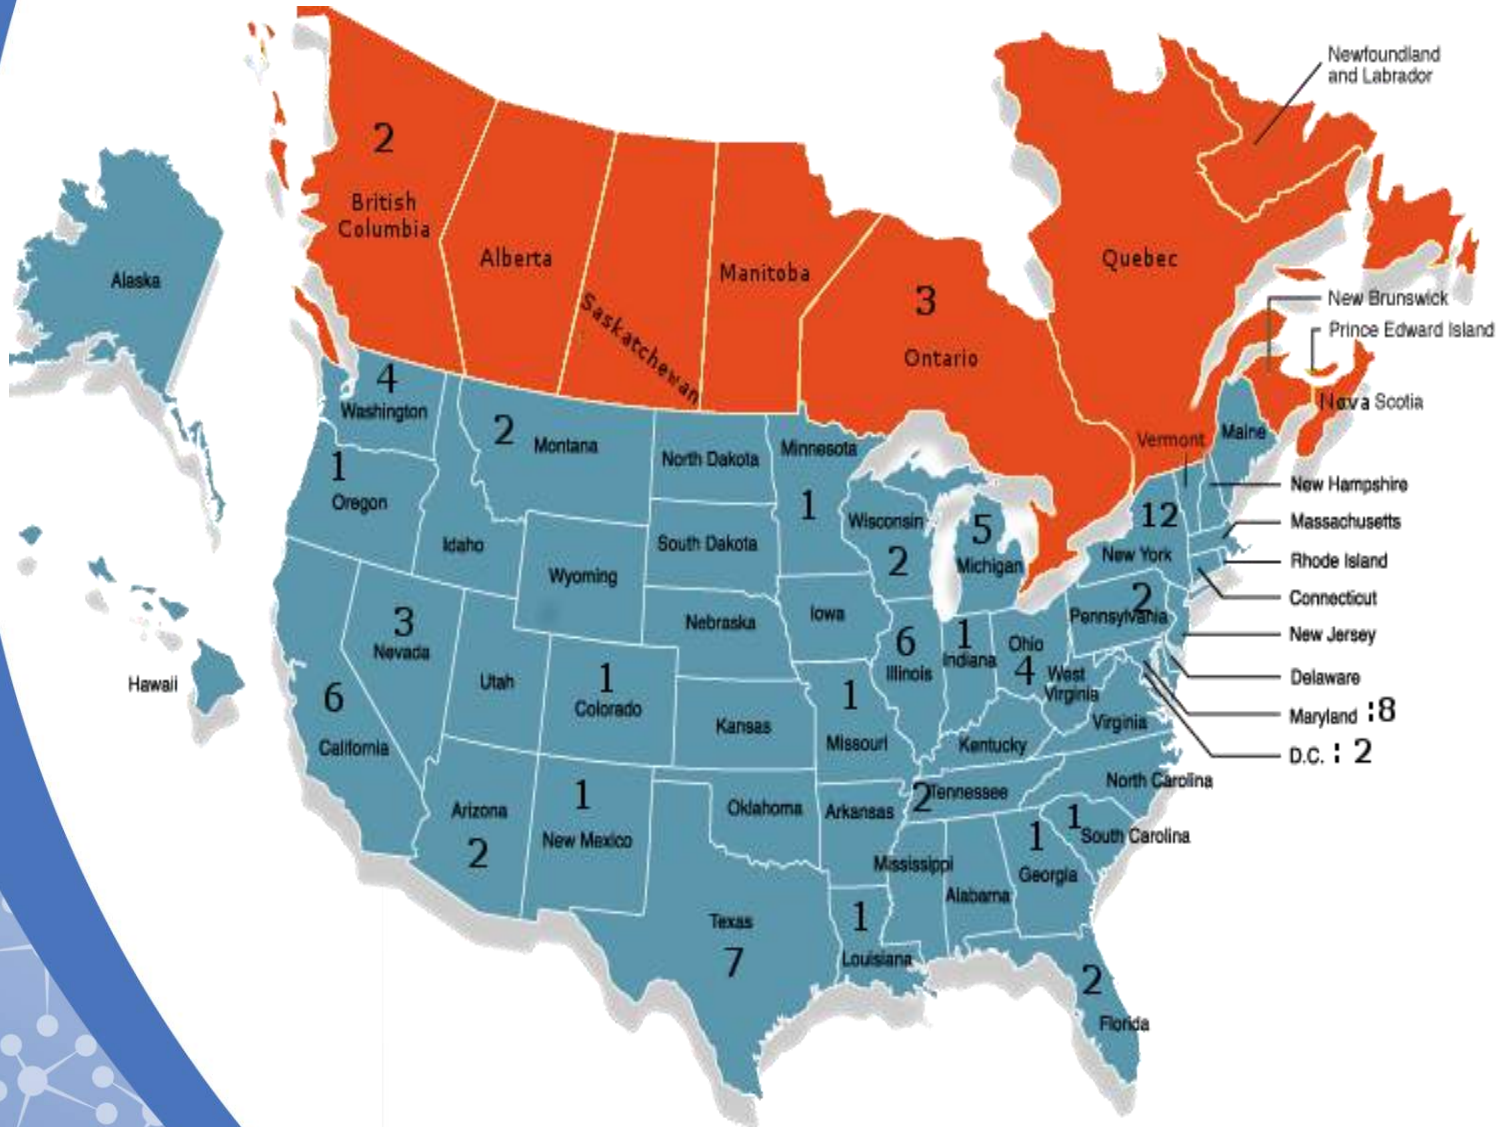 Newfoundland
and Labrador
2
British
Columbia
Alberta
Saskatchewan
Manitoba
3
Ontario
Quebec
New Brunswick
Prince Edward Island
Nova Scotia
Alaska
Hawaii
4
Washington
1
Oregon
2
Montana
Idaho
Wyoming
North Dakota
South Dakota
Nebraska
Minnesota
1
Wisconsin
2
5
Michigan
Iowa
3
Nevada
Utah
1
Colorado
Kansas
6
California
Arizona
2
1
New Mexico
Oklahoma
Texas
7
1
Missouri
Arkansas
1
Louisiana
6
Illinois
1
Indiana
Ohio
4
West
Virginia
Virginia
Kentucky
2
Tennessee
North Carolina
1
South Carolina
1
Georgia
Mississippi
Alabama
2
Florida
2
Pennsylvania
12
New York
Vermont
Maine
New Hampshire
Massachusetts
Rhode Island
Connecticut
New Jersey
Delaware
Maryland :8
D.C. : 2